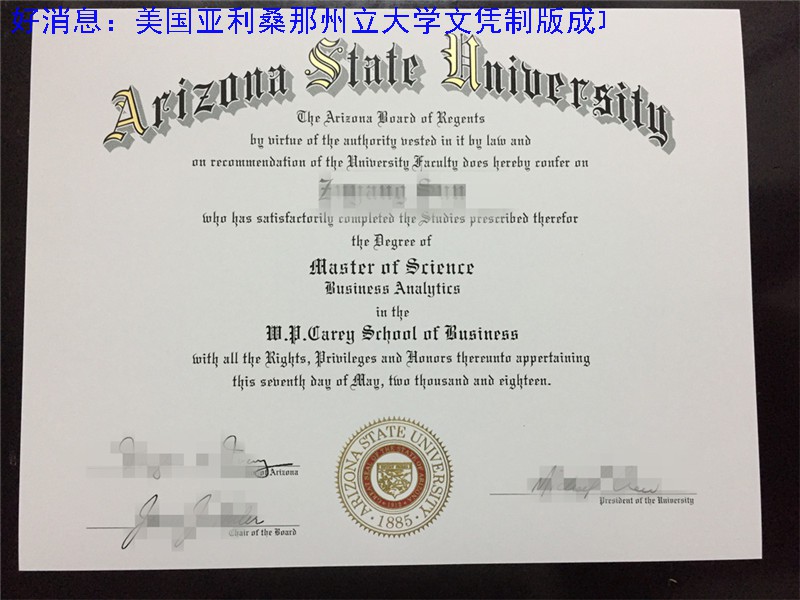 好消息：美国亚利桑那州立大学文凭制版成
Arizona State University
The Arizona Board of Regents
by virtue of the authority vested in it by law and
on recommendation of the University Faculty does hereby confer on
who has satisfactorily completed the Studies prescribed therefor
the Degree of
Master of Science
Business Analytics
in the
W.P.Carey School of Business
with all the Rights, Privileges and Honors thereunto appertaining
this seventh day of May, two thousand and eighteen.
of Arizona
Chair of the Board
ARIZONA STATE UNIVERSITY
1885
President of the University